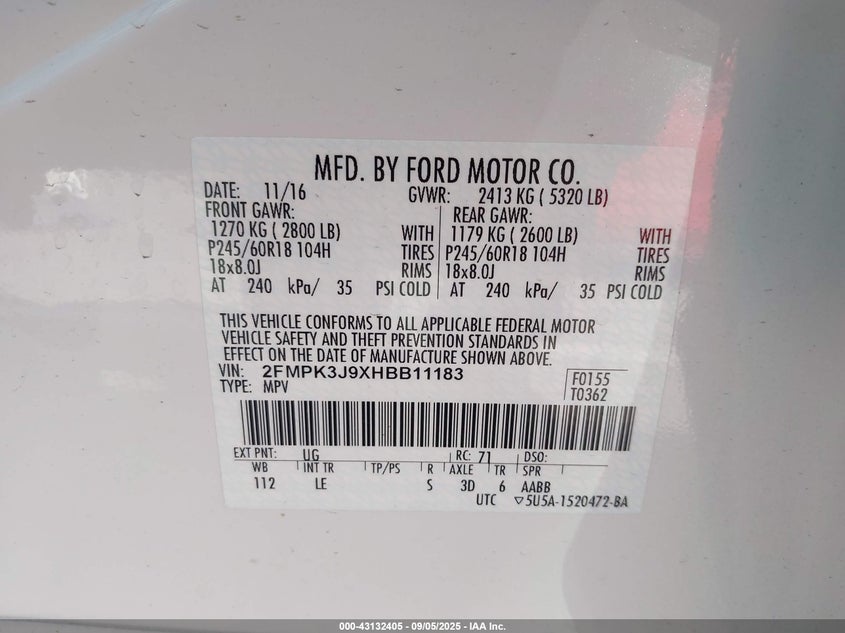 MFD. BY FORD MOTOR CO.
DATE: 11/16 GVWR: 2413 KG ( 5320 LB)
FRONT GAWR: REAR GAWR:
1270 KG ( 2800 LB) WITH 1179 KG ( 2600 LB) WITH
P245/60R18 104H TIRES P245/60R18 104H TIRES
18x8.0J RIMS 18x8.0J RIMS
AT 240 kPa/ 35 PSI COLD AT 240 kPa/ 35 PSI COLD
THIS VEHICLE CONFORMS TO ALL APPLICABLE FEDERAL MOTOR
VEHICLE SAFETY AND THEFT PREVENTION STANDARDS IN
EFFECT ON THE DATE OF MANUFACTURE SHOWN ABOVE.
VIN: 2FMPK3J9XHBB11183 F0155
TYPE: MPV T0362
EXT PNT: UG RC: 71 DSO:
WB INT TR TP/PS R AXLE TR SPR
112 LE S 3D 6 AABB
UTC ▽5U5A-1520472-BA
000-43132405 - 09/05/2025 - IAA Inc.